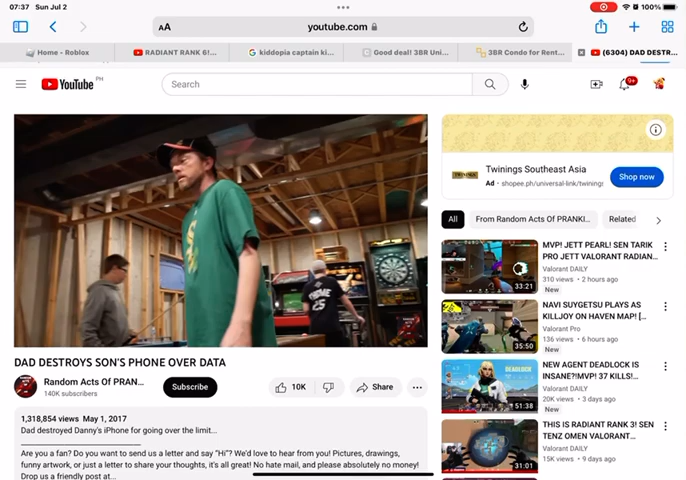 07:37 Sun Jul 2
100%
AA
youtube.com
Home - Roblox
RADIANT RANK 6!...
kiddopia captain ki...
Good deal! 3BR Uni...
3BR Condo for Rent...
(6304) DAD DESTR...
YouTube PH
Search
9+
Twinings Southeast Asia
Ad • shopee.ph/universal-link/twining
Shop now
All
From Random Acts Of PRANK...
Related
MVP! JETT PEARL! SEN TARIK
PRO JETT VALORANT RADIAN...
Valorant DAILY
310 views • 2 hours ago
New
33:21
NAVI SUYGETSU PLAYS AS
KILLJOY ON HAVEN MAP! [...
Valorant Pro
136 views • 6 hours ago
New
35:50
NEW AGENT DEADLOCK IS
INSANE!!MVP! 37 KILLS!...
Valorant DAILY
20K views • 3 days ago
New
DEADLOCK
51:38
THIS IS RADIANT RANK 3! SEN
TENZ OMEN VALORANT...
Valorant DAILY
15K views • 9 days ago
31:01
25
DAD DESTROYS SON'S PHONE OVER DATA
Random Acts Of PRAN...
140K subscribers
Subscribe
10K
Share
1,318,854 views May 1, 2017
Dad destroyed Danny's iPhone for going over the limit...
Are you a fan? Do you want to send us a letter and say "Hi"? We'd love to hear from you! Pictures, drawings,
funny artwork, or just a letter to share your thoughts, it's all great! No hate mail, and please absolutely no money!
Drop us a friendly post at...